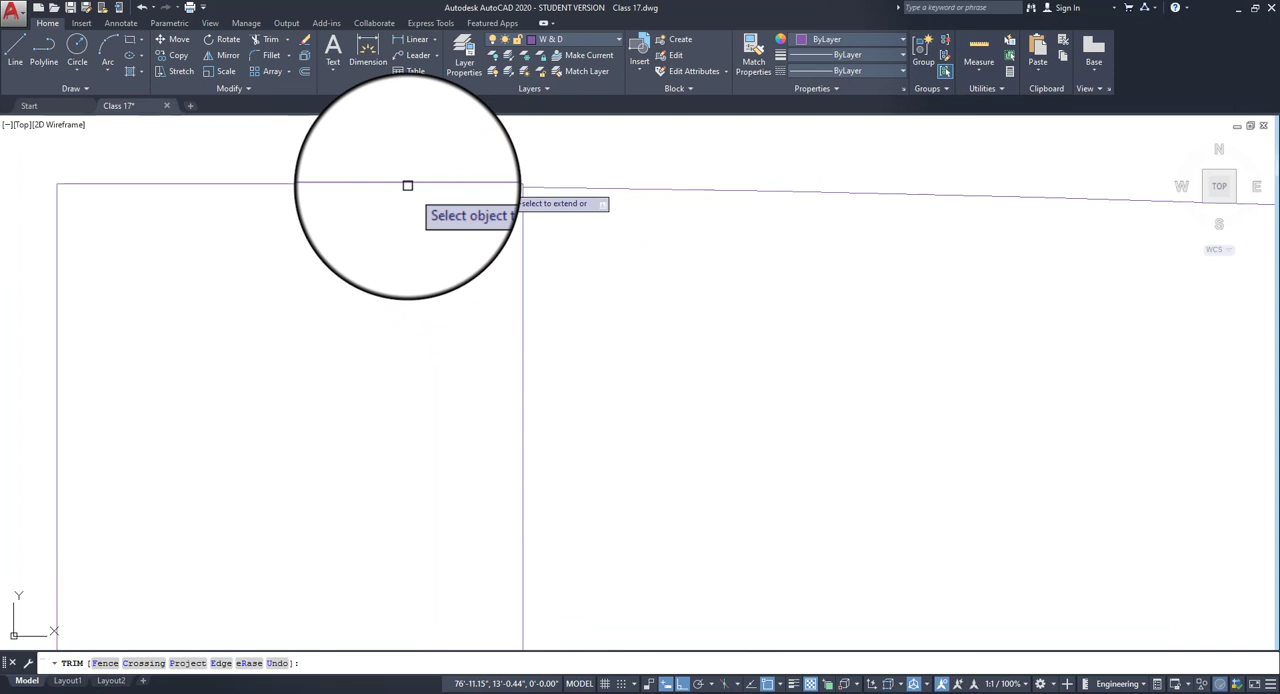 Autodesk AutoCAD 2020 - STUDENT VERSION Class 17.dwg
Type a keyword or phrase
Sign In
Home Insert Annotate Parametric View Manage Output Add-ins Collaborate Express Tools Featured Apps
Line Polyline Circle Arc
Move Rotate Trim
Copy Mirror Fillet
Stretch Scale Array
Text Dimension
Linear
Leader
Table
Layer
Properties
W & D
Make Current
Match Layer
Insert
Create
Edit
Edit Attributes
Match
Properties
ByLayer
ByLayer
ByLayer
Group
Measure
Paste
Base
Draw Modify Layers Block Properties Groups Utilities Clipboard View
Start Class 17*
[−][Top][2D Wireframe]
N
W TOP E
S
WCS
Select object t
select to extend or
Y
X
TRIM [Fence Crossing Project Edge eRase Undo]:
Model Layout1 Layout2
76'-11.15", 13'-0.44", 0'-0.00" MODEL 1:1 / 100% Engineering